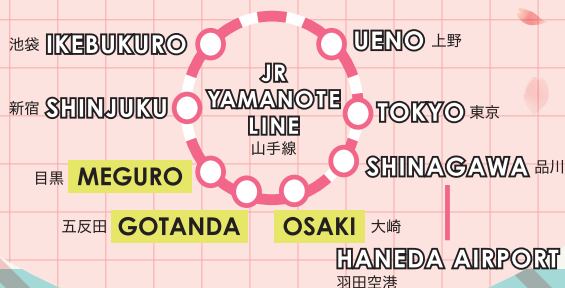 池袋 IKEBUKURO
UENO 上野
JR
YAMANOTE
LINE
山手線
新宿 SHINJUKU
TOKYO 東京
SHINAGAWA 品川
目黒 MEGURO
五反田 GOTANDA
OSAKI 大崎
HANEDA AIRPORT
羽田空港